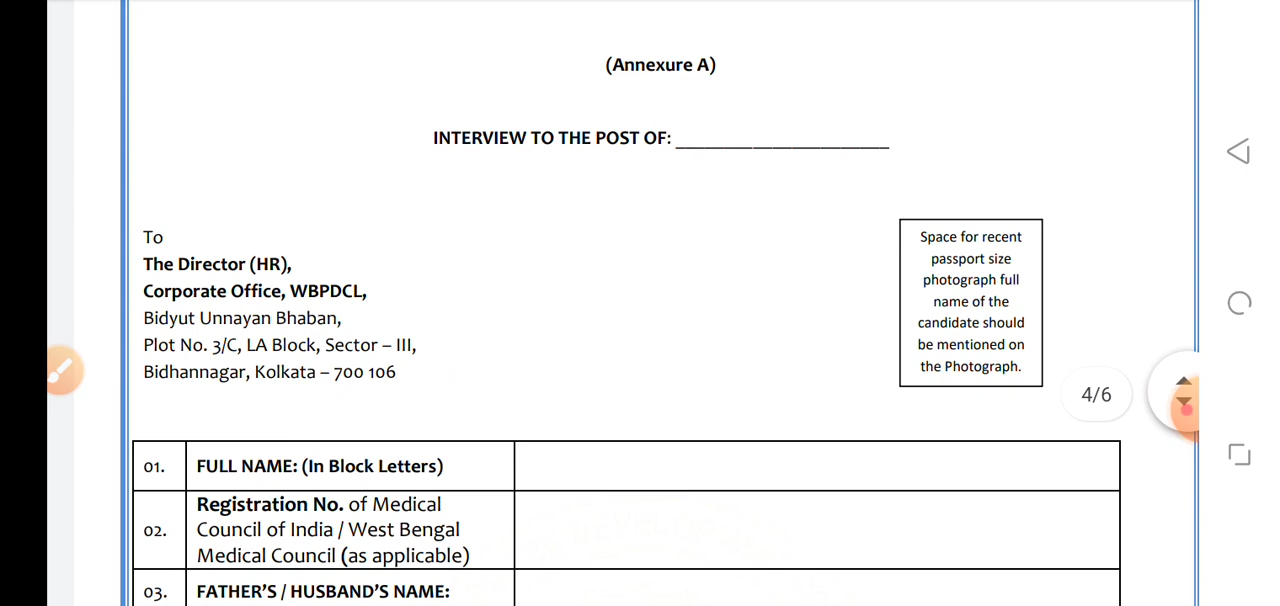 (Annexure A)
INTERVIEW TO THE POST OF: ______________________
To
The Director (HR),
Corporate Office, WBPDCL,
Bidyut Unnayan Bhaban,
Plot No. 3/C, LA Block, Sector – III,
Bidhannagar, Kolkata – 700 106
Space for recent
passport size
photograph full
name of the
candidate should
be mentioned on
the Photograph.
4/6
01. FULL NAME: (In Block Letters)
02. Registration No. of Medical
Council of India / West Bengal
Medical Council (as applicable)
03. FATHER'S / HUSBAND'S NAME: